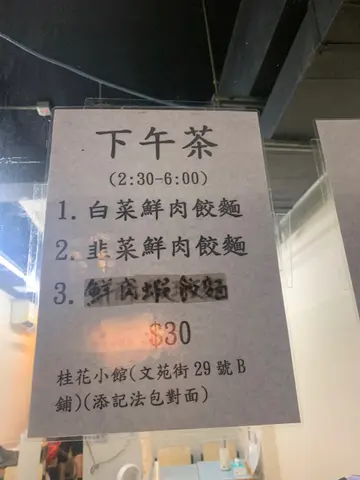 下午茶
(2:30-6:00)
1. 白菜鮮肉餃麵
2. 韭菜鮮肉餃麵
3. 鮮肉蝦餃麵
$30
桂花小館(文苑街29號B
鋪)(添記法包對面)